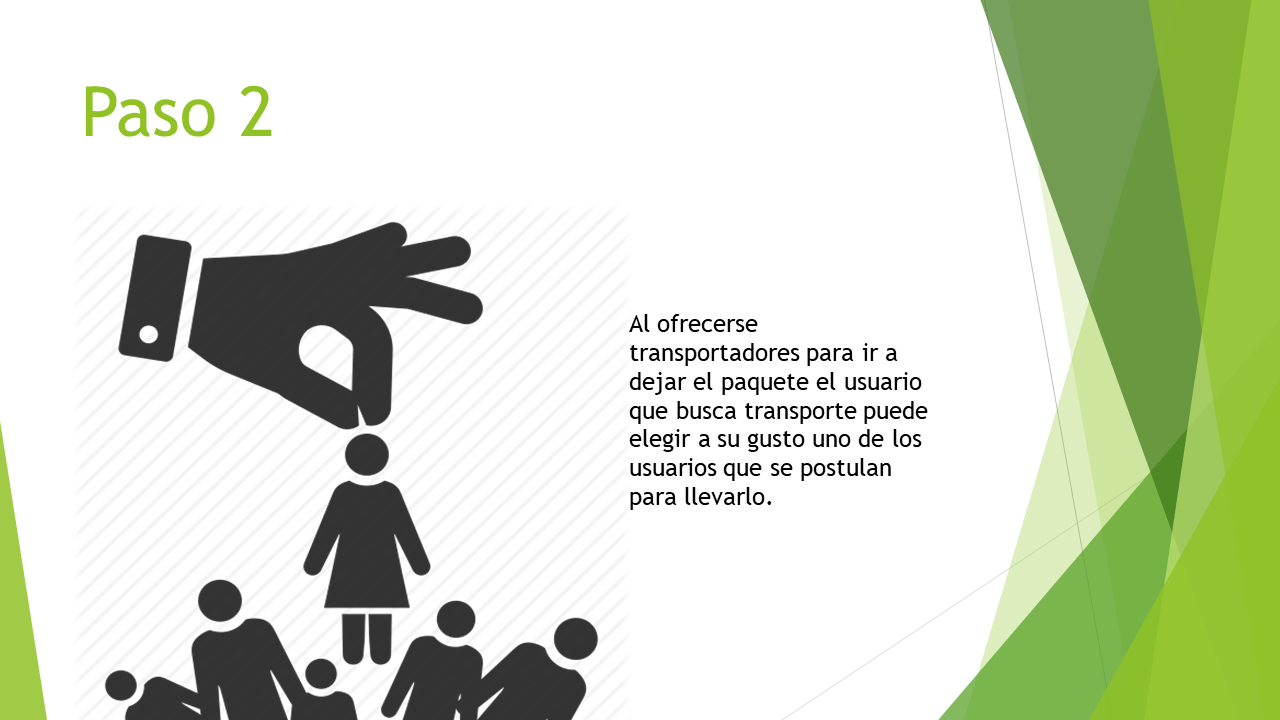 Paso 2
Al ofrecerse
transportadores para ir a
dejar el paquete el usuario
que busca transporte puede
elegir a su gusto uno de los
usuarios que se postulan
para llevarlo.